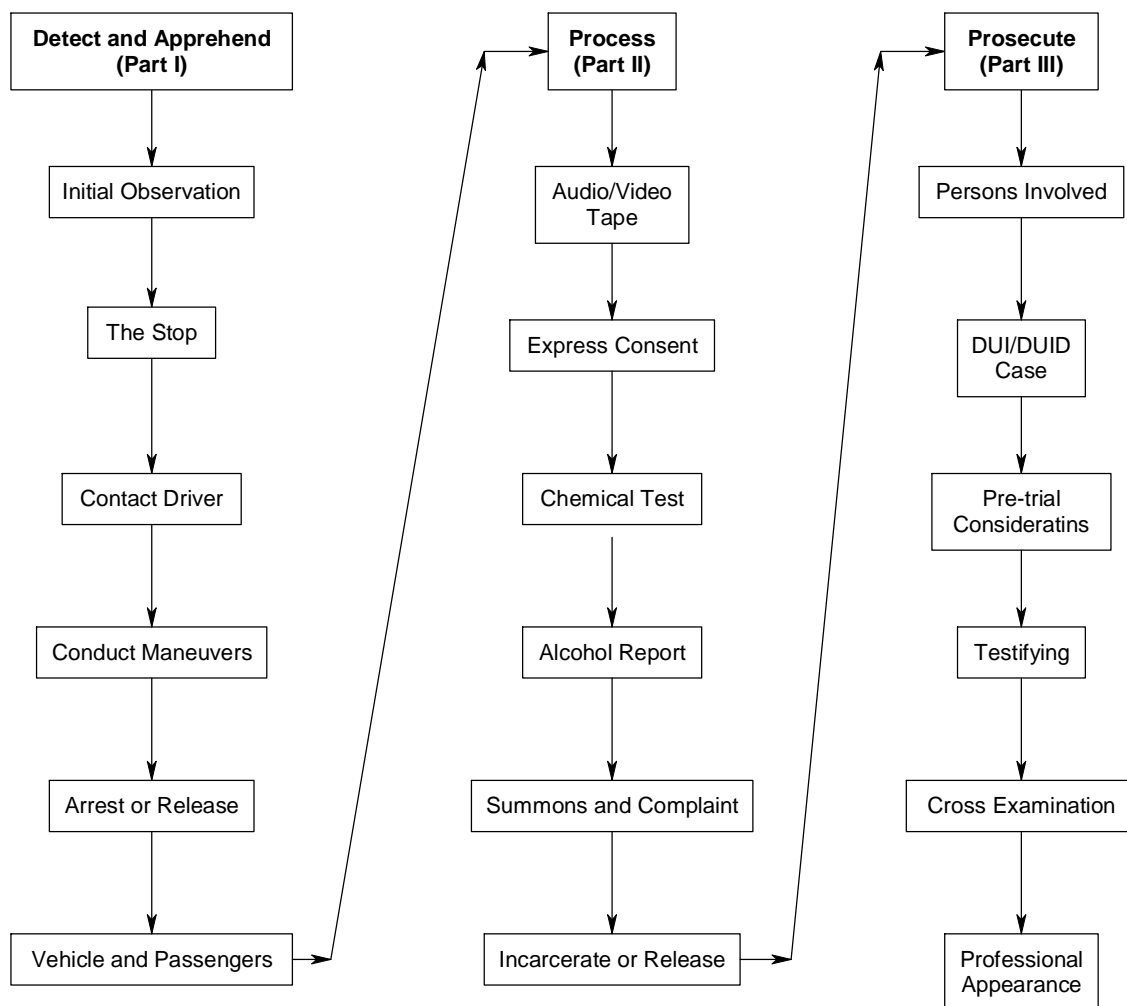 Detect and Apprehend
(Part I)
Initial Observation
The Stop
Contact Driver
Conduct Maneuvers
Arrest or Release
Vehicle and Passengers
Process
(Part II)
Audio/Video
Tape
Express Consent
Chemical Test
Alcohol Report
Summons and Complaint
Incarcerate or Release
Prosecute
(Part III)
Persons Involved
DUI/DUID
Case
Pre-trial
Consideratins
Testifying
Cross Examination
Professional
Appearance